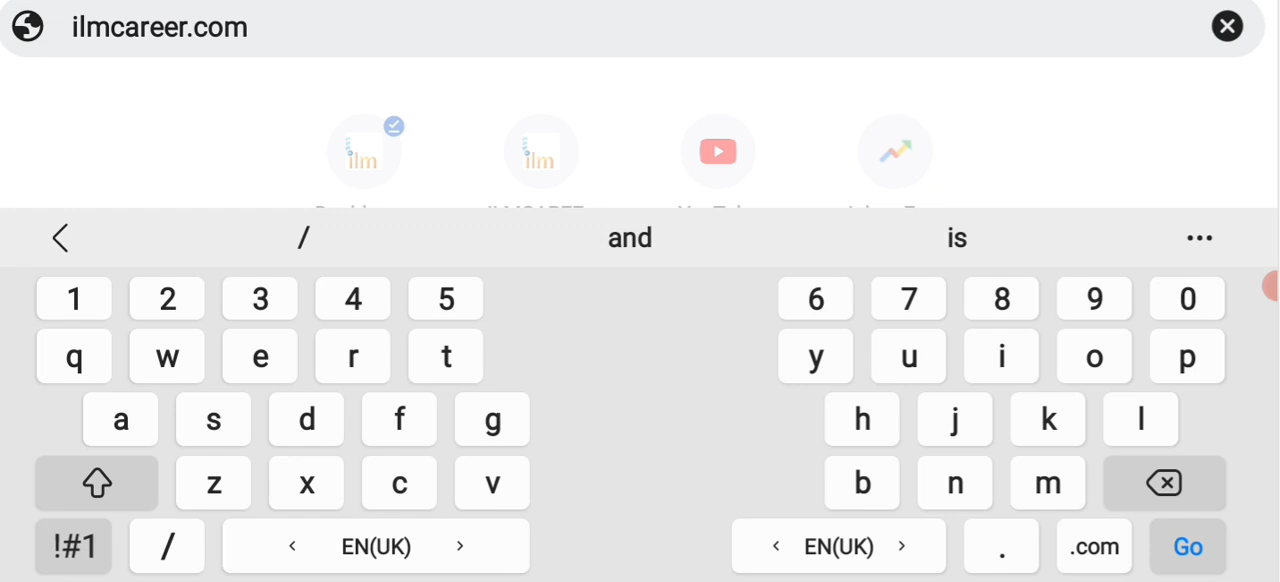 ilmcareer.com
ilm ilm
/ and is ...
1 2 3 4 5 6 7 8 9 0
q w e r t y u i o p
a s d f g h j k l
z x c v b n m
!#1 / < EN(UK) > < EN(UK) > . .com Go